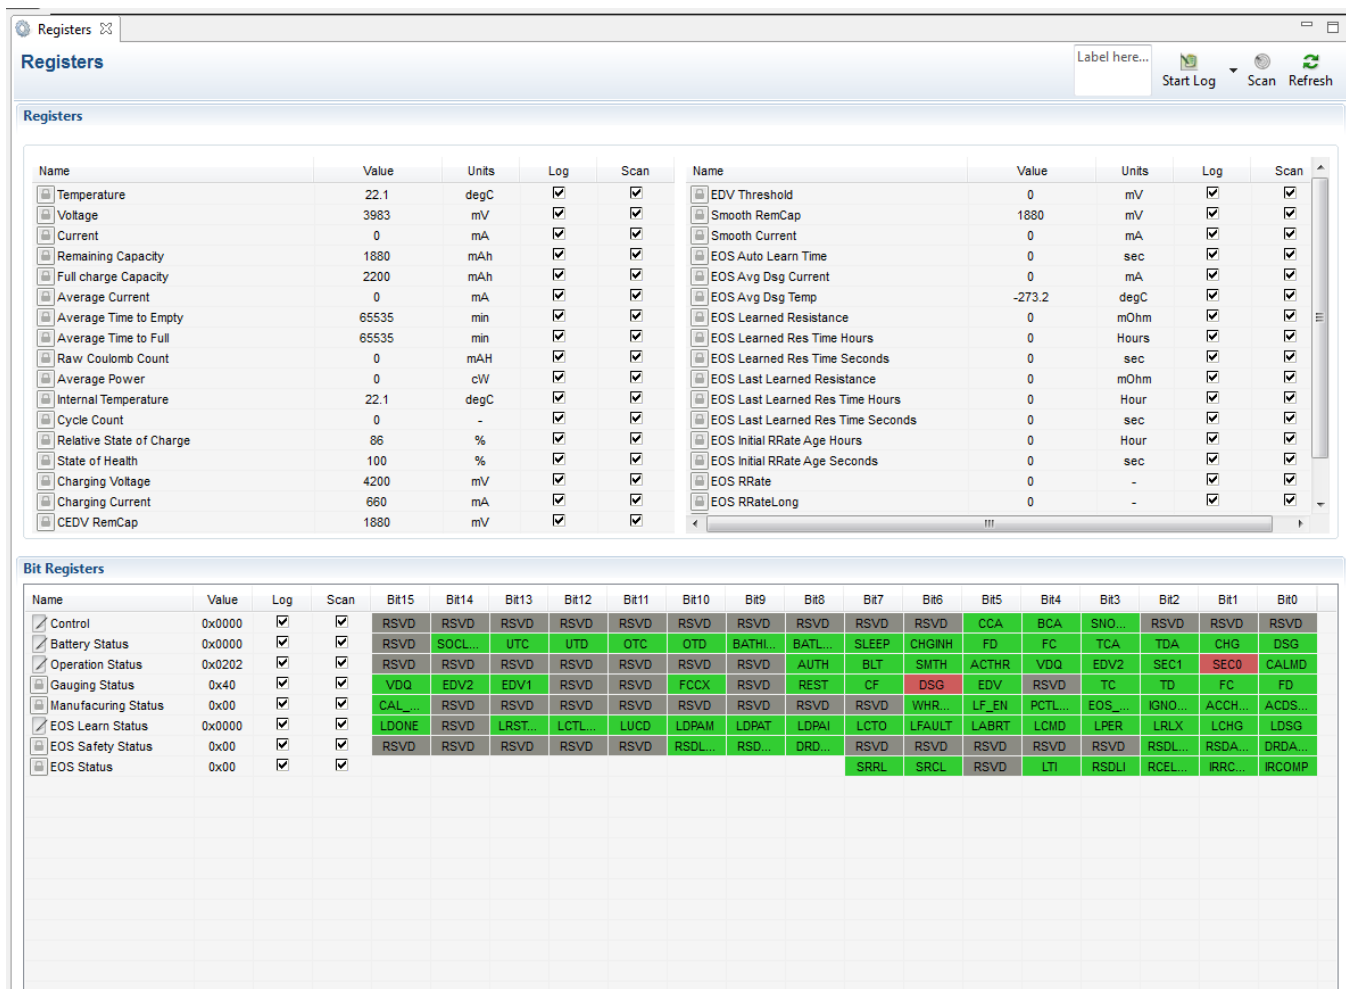 Registers
Registers
Label here...
Start Log
Scan
Refresh
Registers
Name Value Units Log Scan
Temperature 22.1 degC
Voltage 3983 mV
Current 0 mA
Remaining Capacity 1880 mAh
Full charge Capacity 2200 mAh
Average Current 0 mA
Average Time to Empty 65535 min
Average Time to Full 65535 min
Raw Coulomb Count 0 mAH
Average Power 0 cW
Internal Temperature 22.1 degC
Cycle Count 0 -
Relative State of Charge 86 %
State of Health 100 %
Charging Voltage 4200 mV
Charging Current 660 mA
CEDV RemCap 1880 mV
Name Value Units Log Scan
EDV Threshold 0 mV
Smooth RemCap 1880 mV
Smooth Current 0 mA
EOS Auto Learn Time 0 sec
EOS Avg Dsg Current 0 mA
EOS Avg Dsg Temp -273.2 degC
EOS Learned Resistance 0 mOhm
EOS Learned Res Time Hours 0 Hours
EOS Learned Res Time Seconds 0 sec
EOS Last Learned Resistance 0 mOhm
EOS Last Learned Res Time Hours 0 Hour
EOS Last Learned Res Time Seconds 0 sec
EOS Initial RRate Age Hours 0 Hour
EOS Initial RRate Age Seconds 0 sec
EOS RRate 0 -
EOS RRateLong 0 -
Bit Registers
Name Value Log Scan Bit15 Bit14 Bit13 Bit12 Bit11 Bit10 Bit9 Bit8 Bit7 Bit6 Bit5 Bit4 Bit3 Bit2 Bit1 Bit0
Control 0x0000 RSVD RSVD RSVD RSVD RSVD RSVD RSVD RSVD RSVD RSVD CCA BCA SNO... RSVD RSVD RSVD
Battery Status 0x0000 RSVD SOCL... UTC UTD OTC OTD BATHI... BATL... SLEEP CHGINH FD FC TCA TDA CHG DSG
Operation Status 0x0202 RSVD RSVD RSVD RSVD RSVD RSVD RSVD AUTH BLT SMTH ACTHR VDQ EDV2 SEC1 SEC0 CALMD
Gauging Status 0x40 VDQ EDV2 EDV1 RSVD RSVD FCCX RSVD REST CF DSG EDV RSVD TC TD FC FD
Manufacuring Status 0x00 CAL_... RSVD RSVD RSVD RSVD RSVD RSVD RSVD RSVD WHR... LF_EN PCTL... EOS_... IGNO... ACCH... ACDS...
EOS Learn Status 0x0000 LDONE RSVD LRST... LCTL... LUCD LDPAM LDPAT LDPAI LCTO LFAULT LABRT LCMD LPER LRLX LCHG LDSG
EOS Safety Status 0x00 RSVD RSVD RSVD RSVD RSVD RSDL... RSD... DRD... RSVD RSVD RSVD RSVD RSVD RSDL... RSDA... DRDA...
EOS Status 0x00 SRRL SRCL RSVD LTI RSDLI RCEL... IRRC... IRCOMP